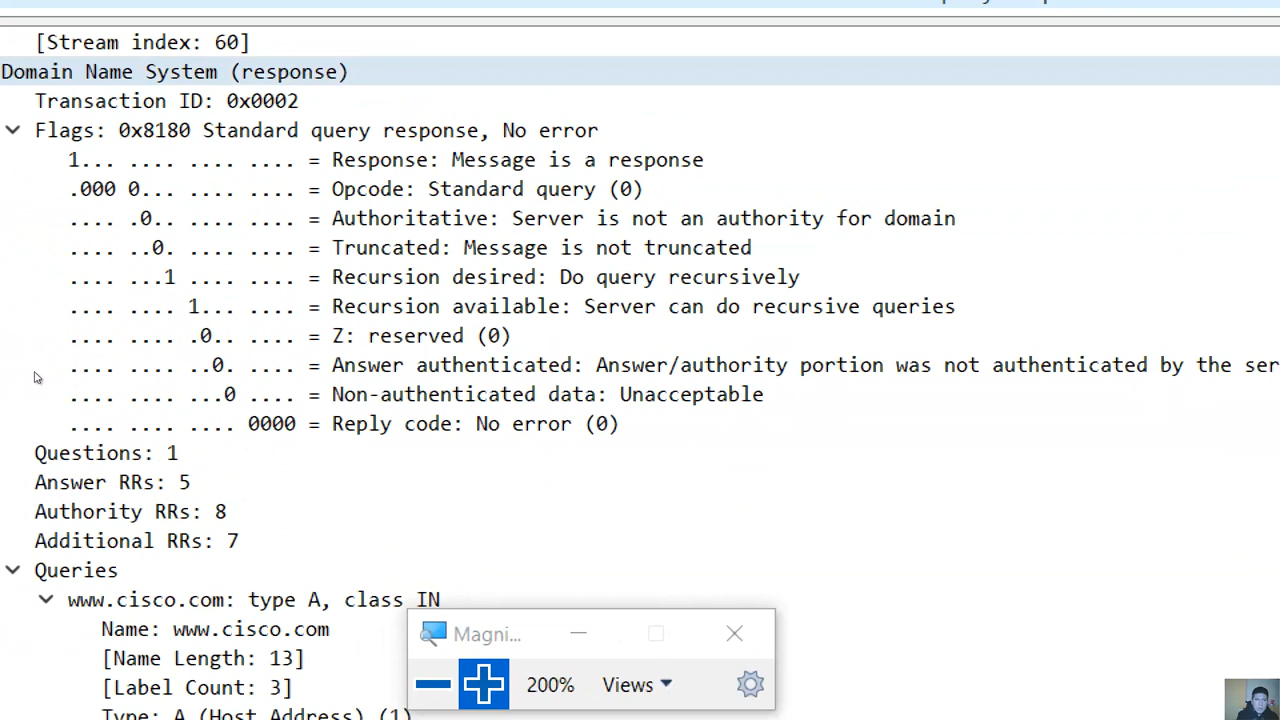 [Stream index: 60]
Domain Name System (response)
Transaction ID: 0x0002
Flags: 0x8180 Standard query response, No error
1... .... .... .... = Response: Message is a response
.000 0... .... .... = Opcode: Standard query (0)
.... .0.. .... .... = Authoritative: Server is not an authority for domain
.... ..0. .... .... = Truncated: Message is not truncated
.... ...1 .... .... = Recursion desired: Do query recursively
.... .... 1... .... = Recursion available: Server can do recursive queries
.... .... .0.. .... = Z: reserved (0)
.... .... ..0. .... = Answer authenticated: Answer/authority portion was not authenticated by the ser
.... .... ...0 .... = Non-authenticated data: Unacceptable
.... .... .... 0000 = Reply code: No error (0)
Questions: 1
Answer RRs: 5
Authority RRs: 8
Additional RRs: 7
Queries
www.cisco.com: type A, class IN
Name: www.cisco.com
[Name Length: 13]
[Label Count: 3]
Type: A (Host Address) (1)
Magni...
200% Views